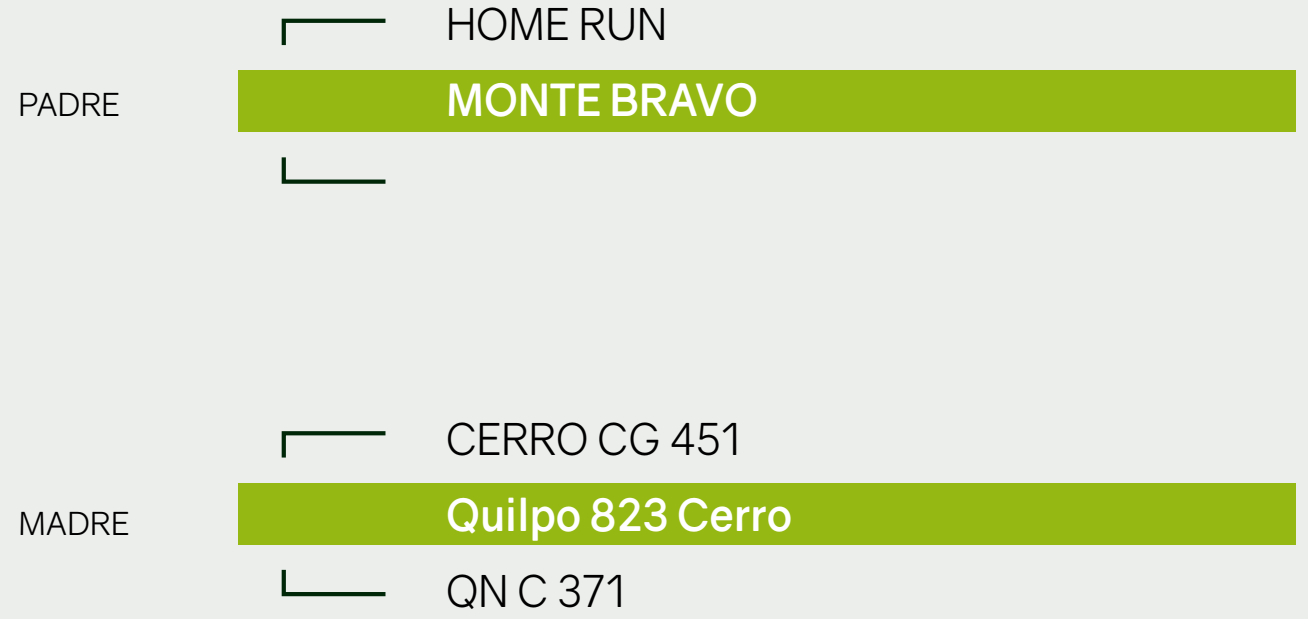 HOME RUN
PADRE
MONTE BRAVO
CERRO CG 451
MADRE
Quilpo 823 Cerro
QN C 371